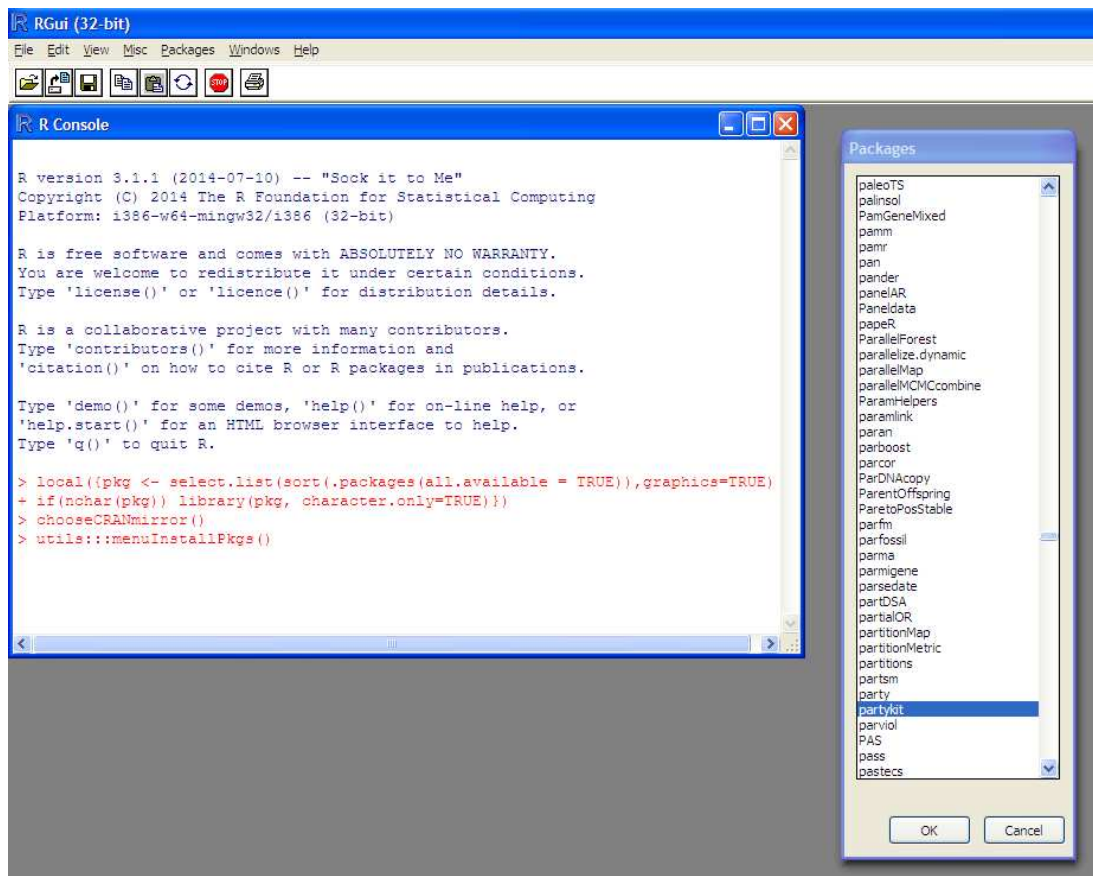 RGui (32-bit)
File Edit View Misc Packages Windows Help
STOP
R Console
R version 3.1.1 (2014-07-10) -- "Sock it to Me"
Copyright (C) 2014 The R Foundation for Statistical Computing
Platform: i386-w64-mingw32/i386 (32-bit)
R is free software and comes with ABSOLUTELY NO WARRANTY.
You are welcome to redistribute it under certain conditions.
Type 'license()' or 'licence()' for distribution details.
R is a collaborative project with many contributors.
Type 'contributors()' for more information and
'citation()' on how to cite R or R packages in publications.
Type 'demo()' for some demos, 'help()' for on-line help, or
'help.start()' for an HTML browser interface to help.
Type 'q()' to quit R.
> local({pkg <- select.list(sort(.packages(all.available = TRUE)),graphics=TRUE)
+ if(nchar(pkg)) library(pkg, character.only=TRUE)})
> chooseCRANmirror()
> utils:::menuInstallPkgs()
Packages
paleoTS
palinsol
PamGeneMixed
pamm
pamr
pan
pander
panelAR
Paneldata
papeR
ParallelForest
parallelize.dynamic
parallelMap
parallelMCMCcombine
ParamHelpers
paramlink
paran
parboost
parcor
ParDNAcopy
ParentOffspring
ParetoPosStable
parfm
parfossil
parma
parmigene
parsedate
partDSA
partialOR
partitionMap
partitionMetric
partitions
partsm
party
partykit
parviol
PAS
pass
pastecs
OK Cancel